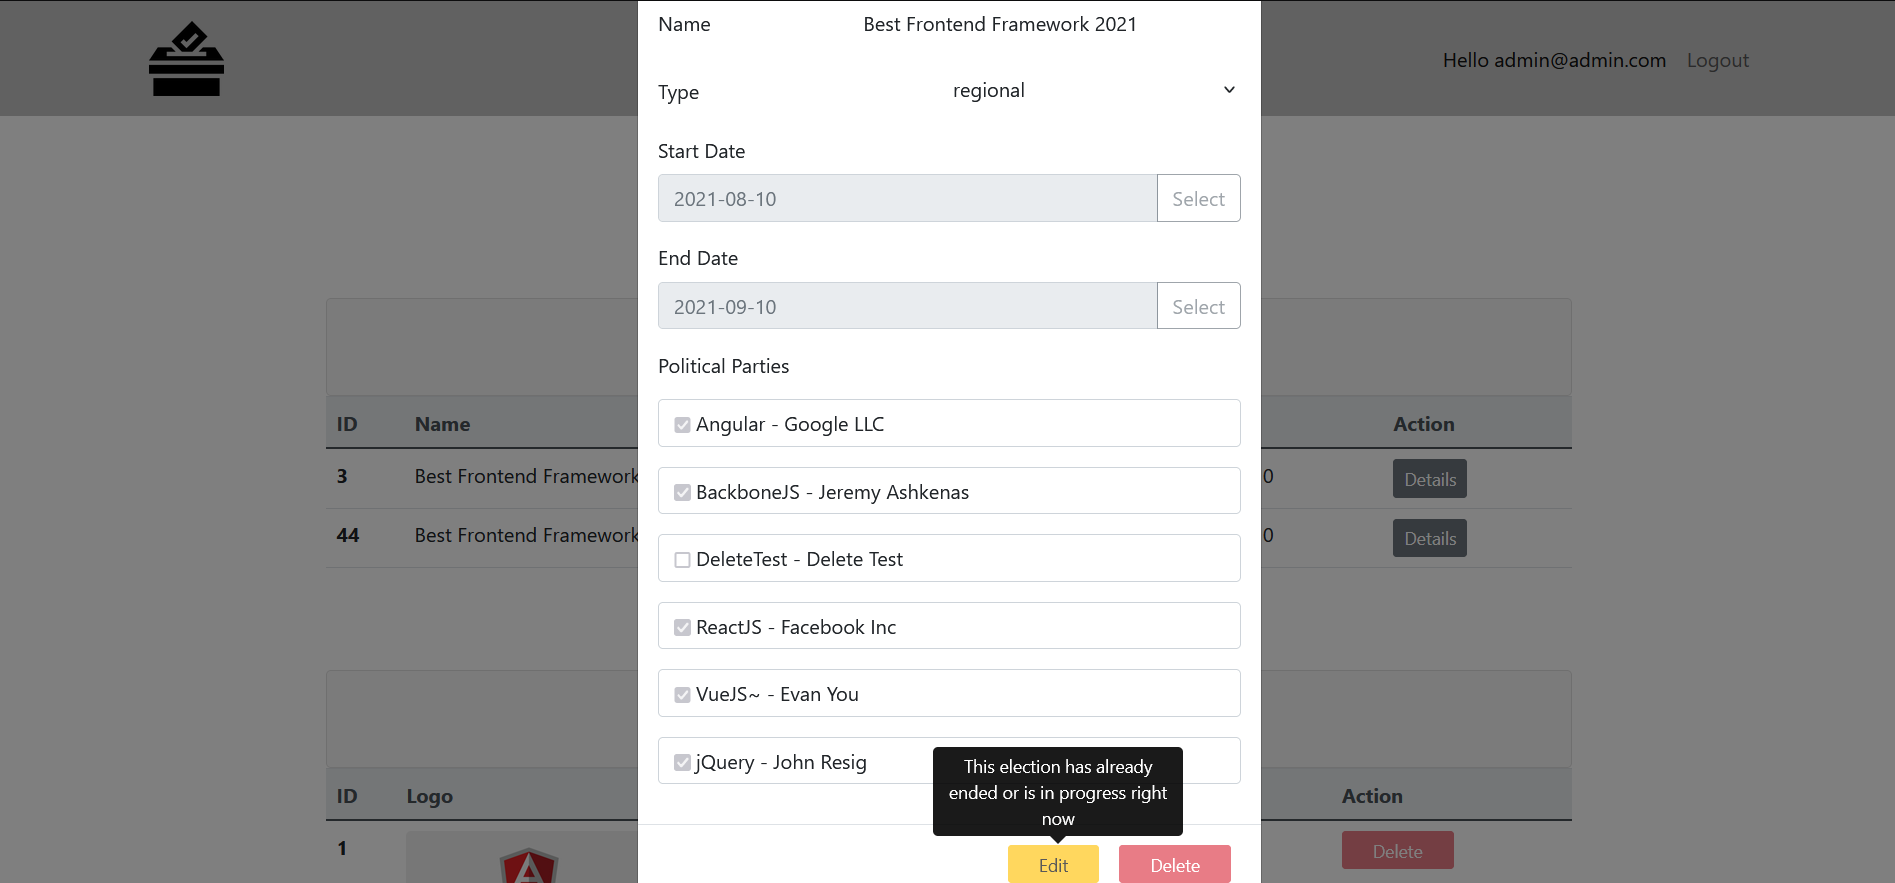 Name Best Frontend Framework 2021
Hello admin@admin.com Logout
Type regional
Start Date
2021-08-10 Select
End Date
2021-09-10 Select
Political Parties
Angular - Google LLC
BackboneJS - Jeremy Ashkenas
DeleteTest - Delete Test
ReactJS - Facebook Inc
VueJS~ - Evan You
jQuery - John Resig
This election has already
ended or is in progress right
now
Edit Delete
ID Name Action
3 Best Frontend Framework 0 Details
44 Best Frontend Framework 0 Details
ID Logo Action
1 Delete